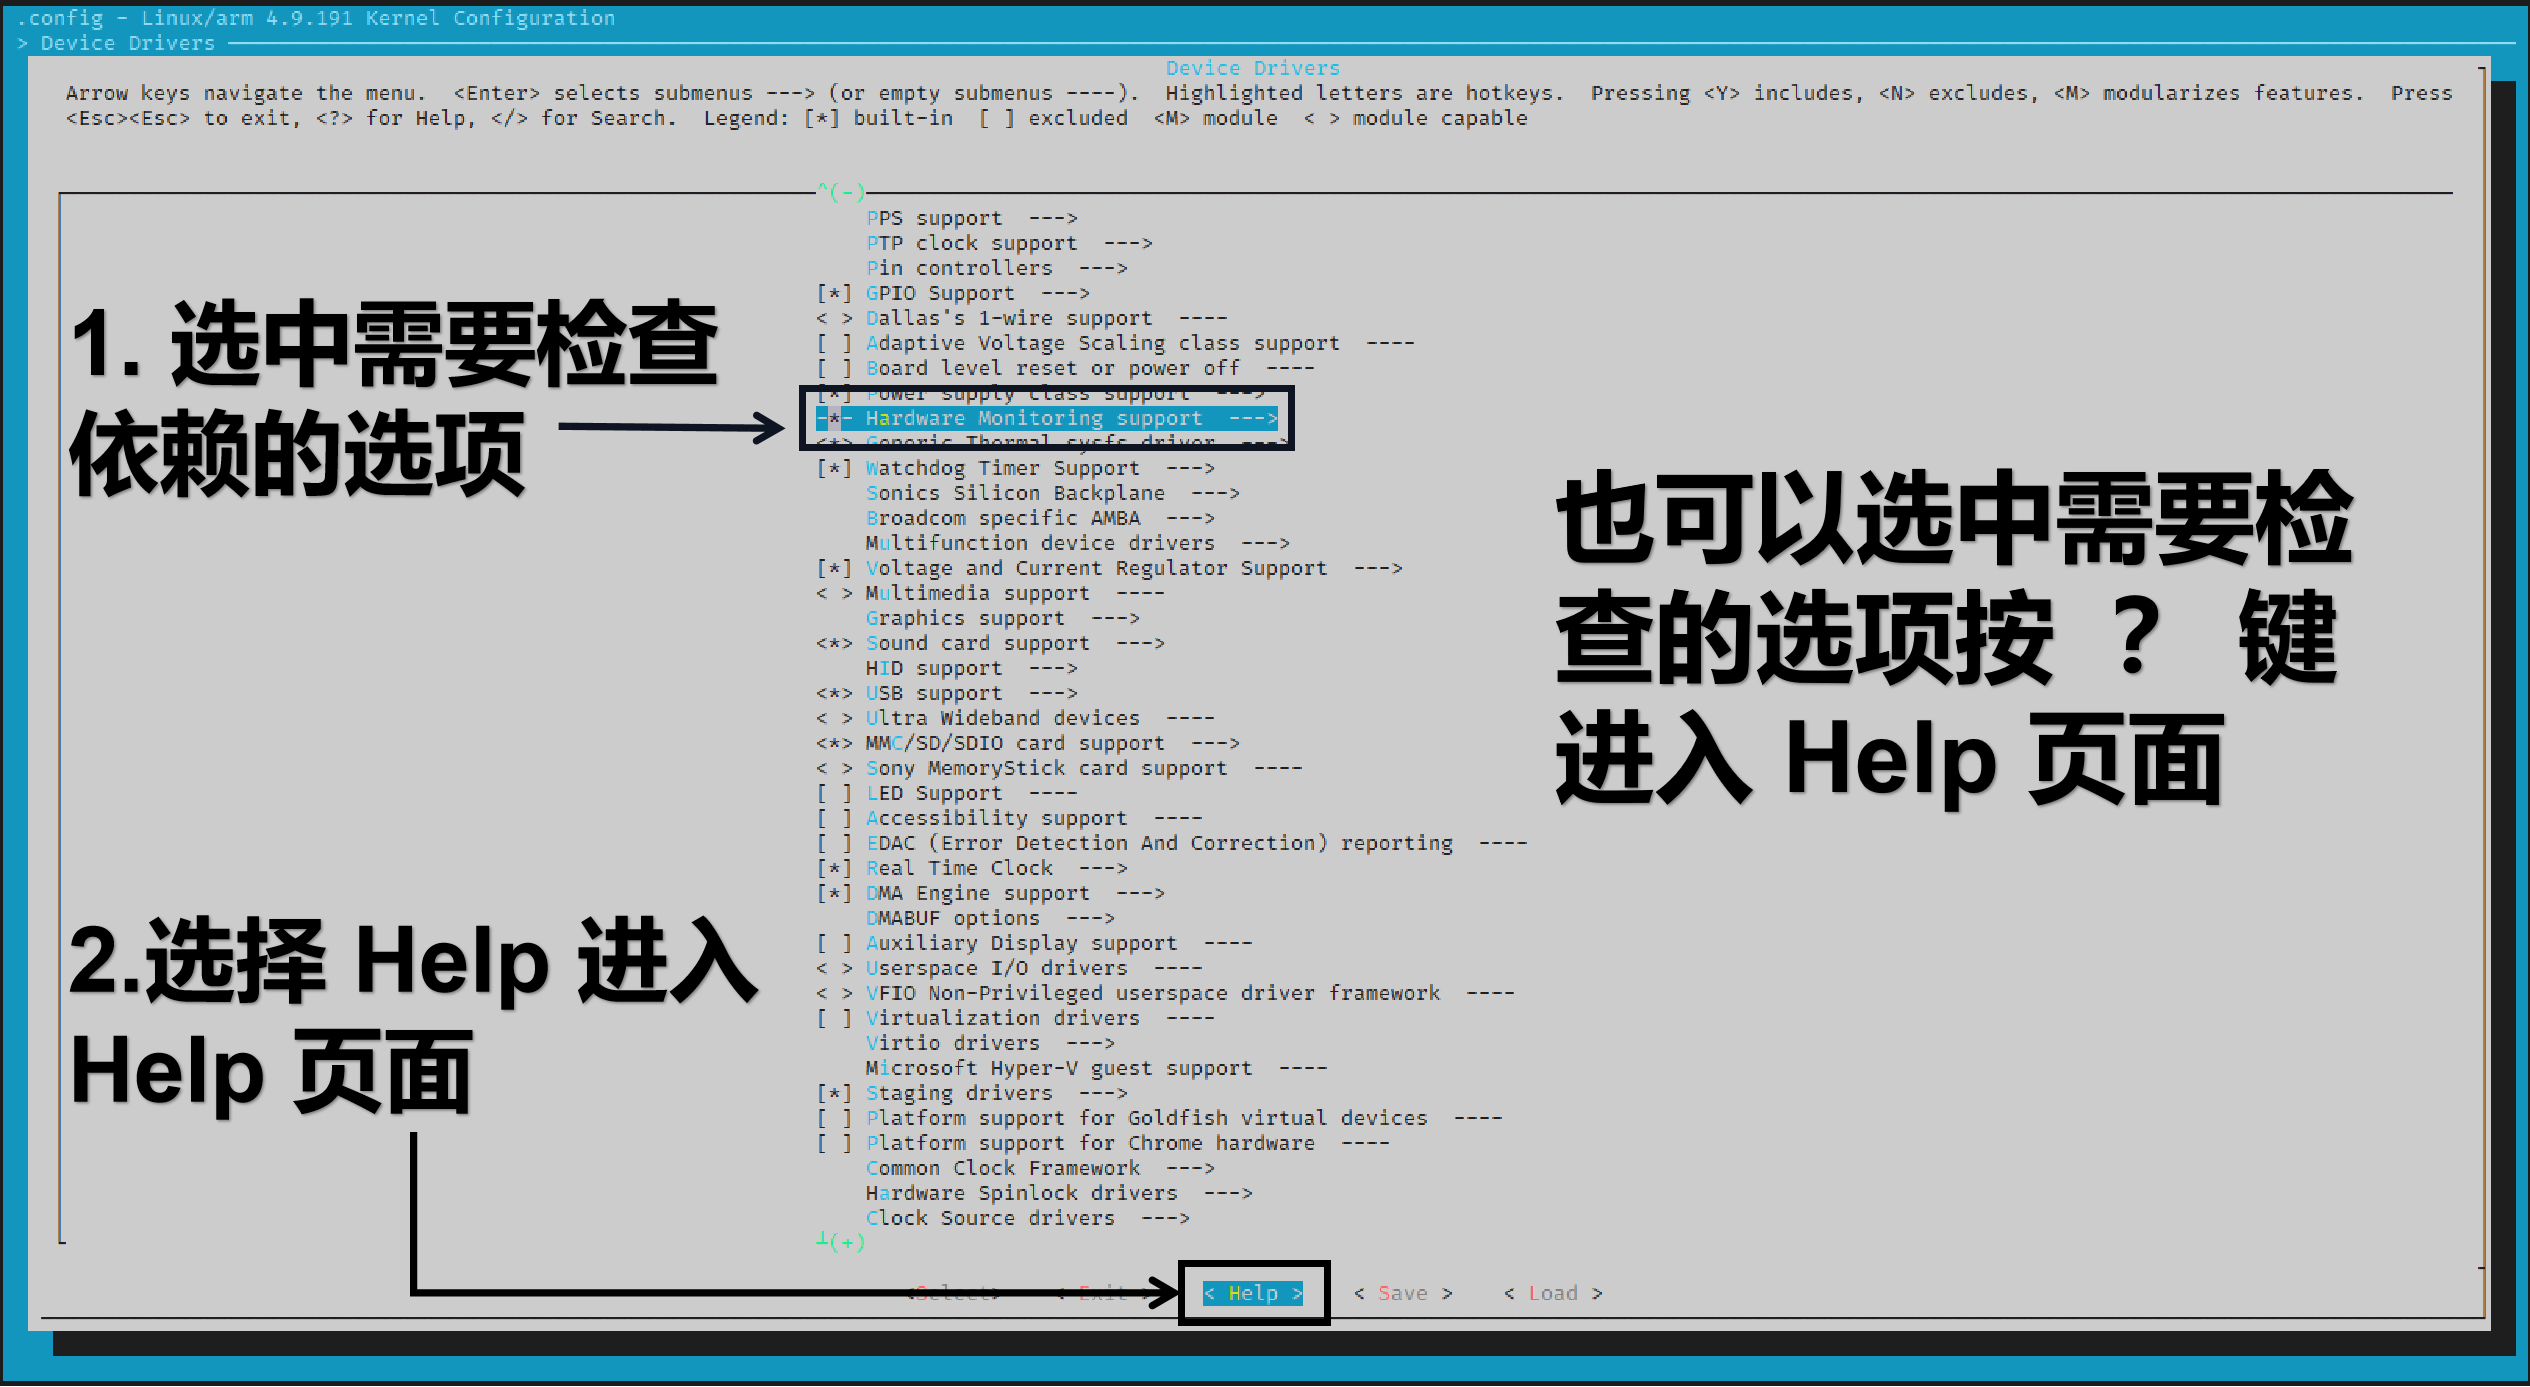 .config - Linux/arm 4.9.191 Kernel Configuration
> Device Drivers
Device Drivers
Arrow keys navigate the menu.  <Enter> selects submenus ---> (or empty submenus ----).  Highlighted letters are hotkeys.  Pressing <Y> includes, <N> excludes, <M> modularizes features.  Press
<Esc><Esc> to exit, <?> for Help, </> for Search.  Legend: [*] built-in  [ ] excluded  <M> module  < > module capable
^(-)
PPS support  --->
PTP clock support  --->
Pin controllers  --->
[*] GPIO Support  --->
< > Dallas's 1-wire support  ----
[ ] Adaptive Voltage Scaling class support  ----
[ ] Board level reset or power off  ----
[*] Power supply class support  --->
-*- Hardware Monitoring support  --->
<*> Generic Thermal sysfs driver  --->
[*] Watchdog Timer Support  --->
Sonics Silicon Backplane  --->
Broadcom specific AMBA  --->
Multifunction device drivers  --->
[*] Voltage and Current Regulator Support  --->
< > Multimedia support  ----
Graphics support  --->
<*> Sound card support  --->
HID support  --->
<*> USB support  --->
< > Ultra Wideband devices  ----
<*> MMC/SD/SDIO card support  --->
< > Sony MemoryStick card support  ----
[ ] LED Support  ----
[ ] Accessibility support  ----
[ ] EDAC (Error Detection And Correction) reporting  ----
[*] Real Time Clock  --->
[*] DMA Engine support  --->
DMABUF options  --->
[ ] Auxiliary Display support  ----
< > Userspace I/O drivers  ----
< > VFIO Non-Privileged userspace driver framework  ----
[ ] Virtualization drivers  ----
Virtio drivers  --->
Microsoft Hyper-V guest support  ----
[*] Staging drivers  --->
[ ] Platform support for Goldfish virtual devices  ----
[ ] Platform support for Chrome hardware  ----
Common Clock Framework  --->
Hardware Spinlock drivers  --->
Clock Source drivers  --->
┴(+)
<Select>    < Exit >    < Help >    < Save >    < Load >
1. 选中需要检查
依赖的选项
2.选择 Help 进入
Help 页面
也可以选中需要检
查的选项按 ？ 键
进入 Help 页面